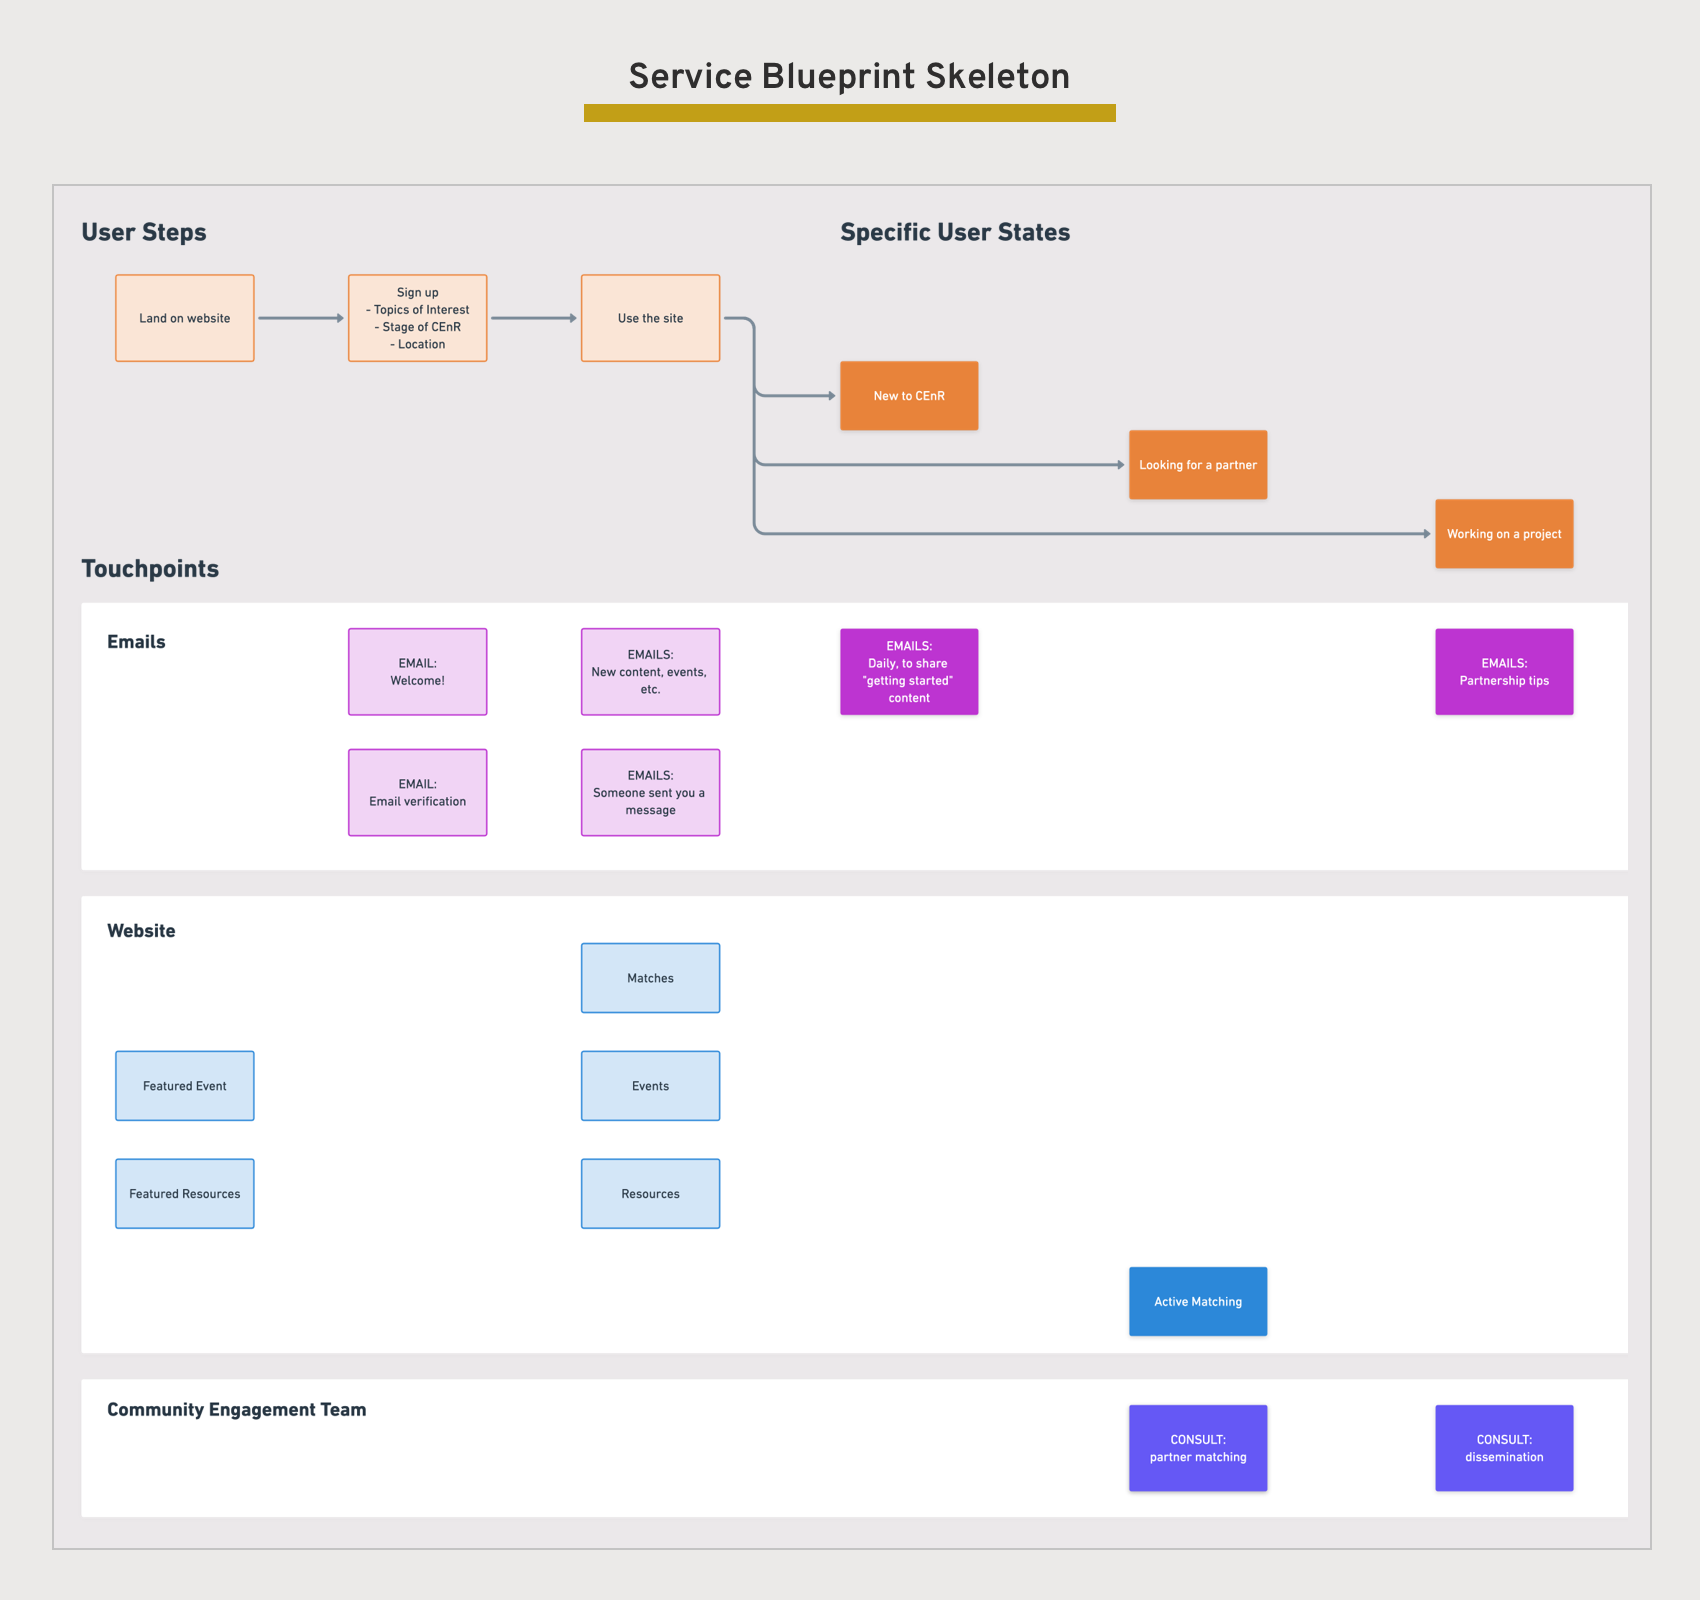 Service Blueprint Skeleton
User Steps
Specific User States
Land on website
Sign up
- Topics of Interest
- Stage of CEnR
- Location
Use the site
New to CEnR
Looking for a partner
Working on a project
Touchpoints
Emails
EMAIL:
Welcome!
EMAILS:
New content, events,
etc.
EMAILS:
Daily, to share
"getting started"
content
EMAILS:
Partnership tips
EMAIL:
Email verification
EMAILS:
Someone sent you a
message
Website
Matches
Featured Event
Events
Featured Resources
Resources
Active Matching
Community Engagement Team
CONSULT:
partner matching
CONSULT:
dissemination